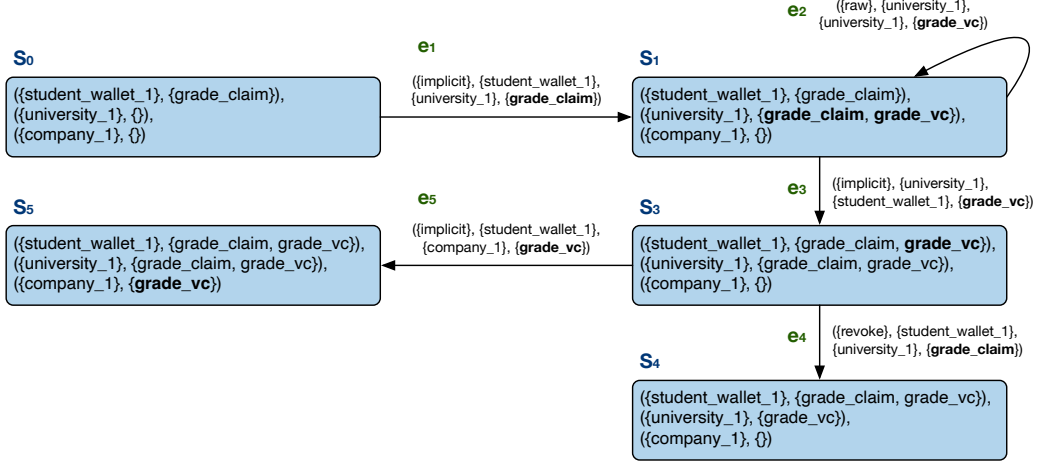 e2
({raw}, {university_1},
{university_1}, {grade_vc})
S0
({student_wallet_1}, {grade_claim}),
({university_1}, {}),
({company_1}, {})
e1
({implicit}, {student_wallet_1},
{university_1}, {grade_claim})
S1
({student_wallet_1}, {grade_claim}),
({university_1}, {grade_claim, grade_vc}),
({company_1}, {})
e3
({implicit}, {university_1},
{student_wallet_1}, {grade_vc})
S5
({student_wallet_1}, {grade_claim, grade_vc}),
({university_1}, {grade_claim, grade_vc}),
({company_1}, {grade_vc})
e5
({implicit}, {student_wallet_1},
{company_1}, {grade_vc})
S3
({student_wallet_1}, {grade_claim, grade_vc}),
({university_1}, {grade_claim, grade_vc}),
({company_1}, {})
e4
({revoke}, {student_wallet_1},
{university_1}, {grade_claim})
S4
({student_wallet_1}, {grade_claim, grade_vc}),
({university_1}, {grade_vc}),
({company_1}, {})